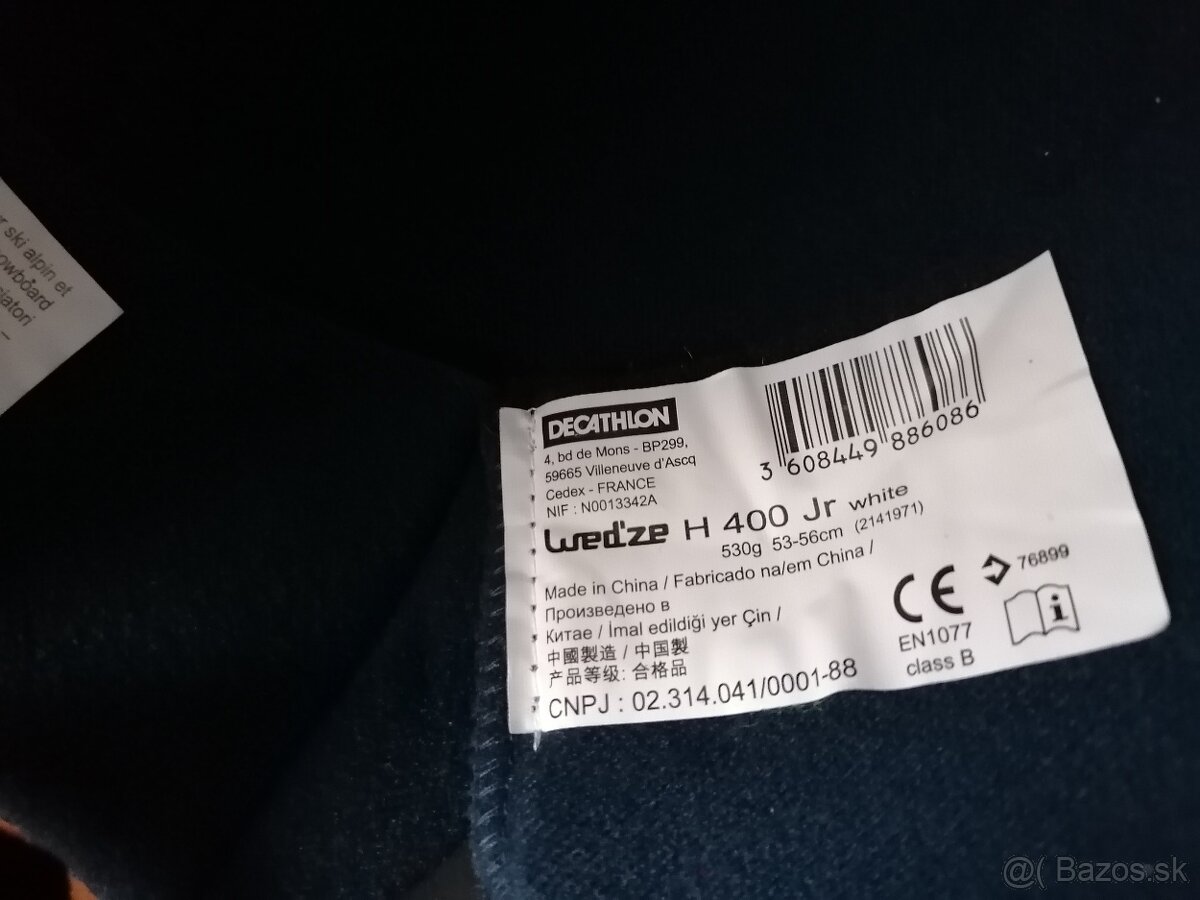 ski alpin et
DECATHLON
4, bd de Mons - BP299,
59665 Villeneuve d'Ascq
Cedex - FRANCE
NIF : N0013342A
3 608449 886086
Wed'ze H 400 Jr white
530g 53-56cm (2141971)
Made in China / Fabricado na/em China /
Произведено в
Китае / İmal edildiği yer Çin /
中國製造 / 中国製
产品等级: 合格品
CNPJ : 02.314.041/0001-88
CE
EN1077
class B
76899
i
@( Bazos.sk